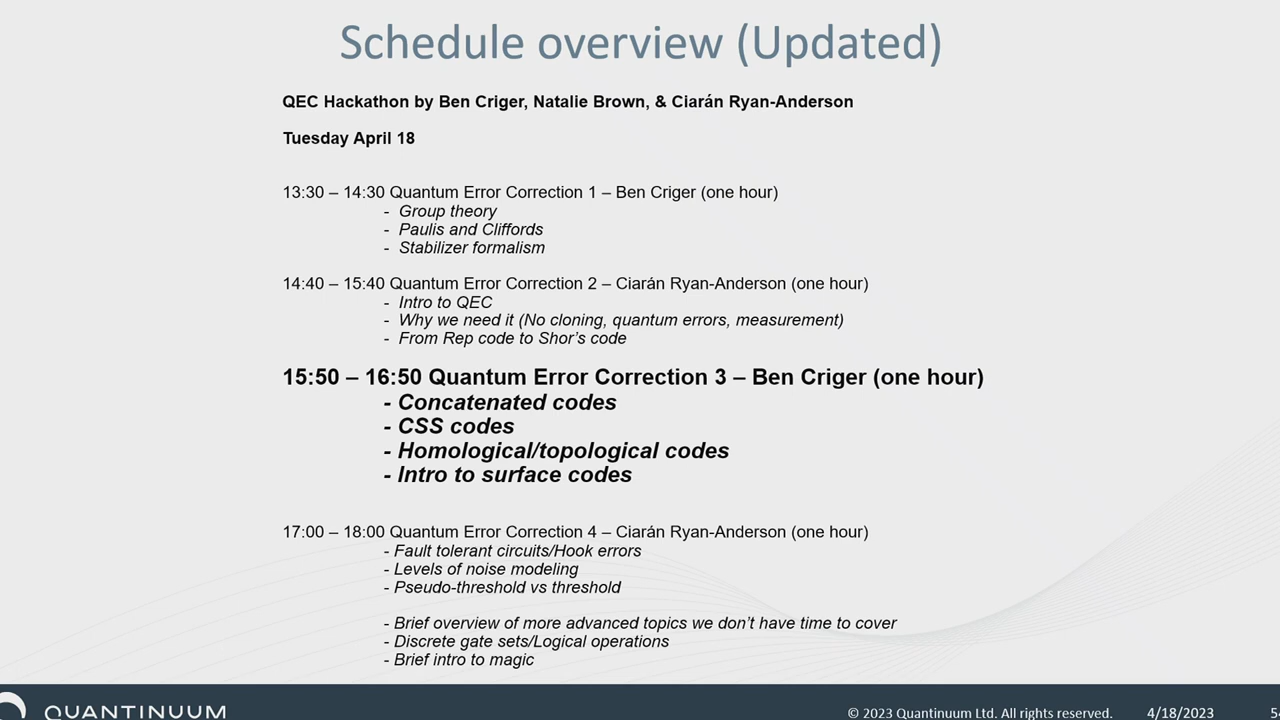 Schedule overview (Updated)
QEC Hackathon by Ben Criger, Natalie Brown, & Ciarán Ryan-Anderson
Tuesday April 18
13:30 – 14:30 Quantum Error Correction 1 – Ben Criger (one hour)
- Group theory
- Paulis and Cliffords
- Stabilizer formalism
14:40 – 15:40 Quantum Error Correction 2 – Ciarán Ryan-Anderson (one hour)
- Intro to QEC
- Why we need it (No cloning, quantum errors, measurement)
- From Rep code to Shor’s code
15:50 – 16:50 Quantum Error Correction 3 – Ben Criger (one hour)
- Concatenated codes
- CSS codes
- Homological/topological codes
- Intro to surface codes
17:00 – 18:00 Quantum Error Correction 4 – Ciarán Ryan-Anderson (one hour)
- Fault tolerant circuits/Hook errors
- Levels of noise modeling
- Pseudo-threshold vs threshold
- Brief overview of more advanced topics we don’t have time to cover
- Discrete gate sets/Logical operations
- Brief intro to magic
QUANTINUUM © 2023 Quantinuum Ltd. All rights reserved. 4/18/2023